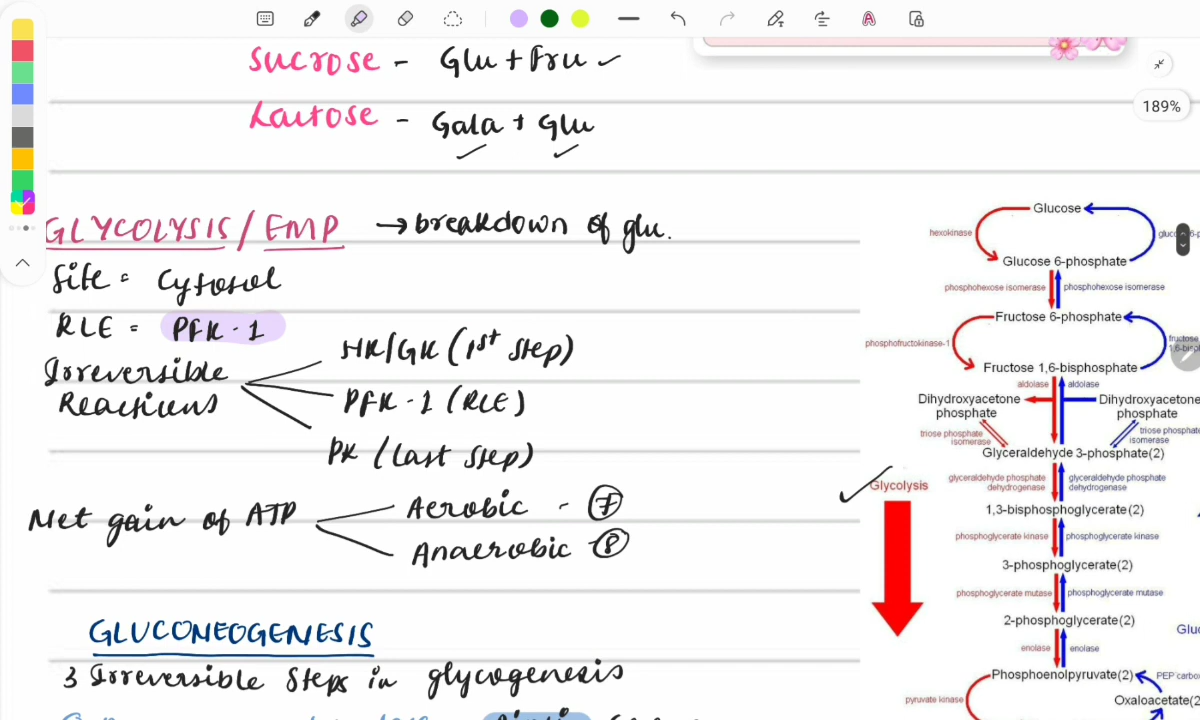 189%
Sucrose - Glu + Fru
Lactose - Gala + Glu
GLYCOLYSIS / EMP → breakdown of glu.
Site = Cytosol
RLE = PFK-1
Irreversible Reactions
HK/GK (1st step)
PFK-1 (RLE)
PK (last step)
Net gain of ATP
Aerobic - 7
Anaerobic 8
GLUCONEOGENESIS
3 Irreversible steps in glycogenesis
Glucose
hexokinase
Glucose 6-phosphate
phosphohexose isomerase phosphohexose isomerase
Fructose 6-phosphate
phosphofructokinase-1
fructose
Fructose 1,6-bisphosphate
aldolase aldolase
Dihydroxyacetone phosphate
Dihydroxyacetone phosphate
triose phosphate isomerase
triose phosphate isomerase
Glyceraldehyde 3-phosphate(2)
Glycolysis
glyceraldehyde phosphate dehydrogenase
glyceraldehyde phosphate dehydrogenase
1,3-bisphosphoglycerate(2)
phosphoglycerate kinase phosphoglycerate kinase
3-phosphoglycerate(2)
phosphoglycerate mutase phosphoglycerate mutase
2-phosphoglycerate(2)
Gluc
enolase enolase
Phosphoenolpyruvate(2)
PEP carbo
pyruvate kinase
Oxaloacetate(2